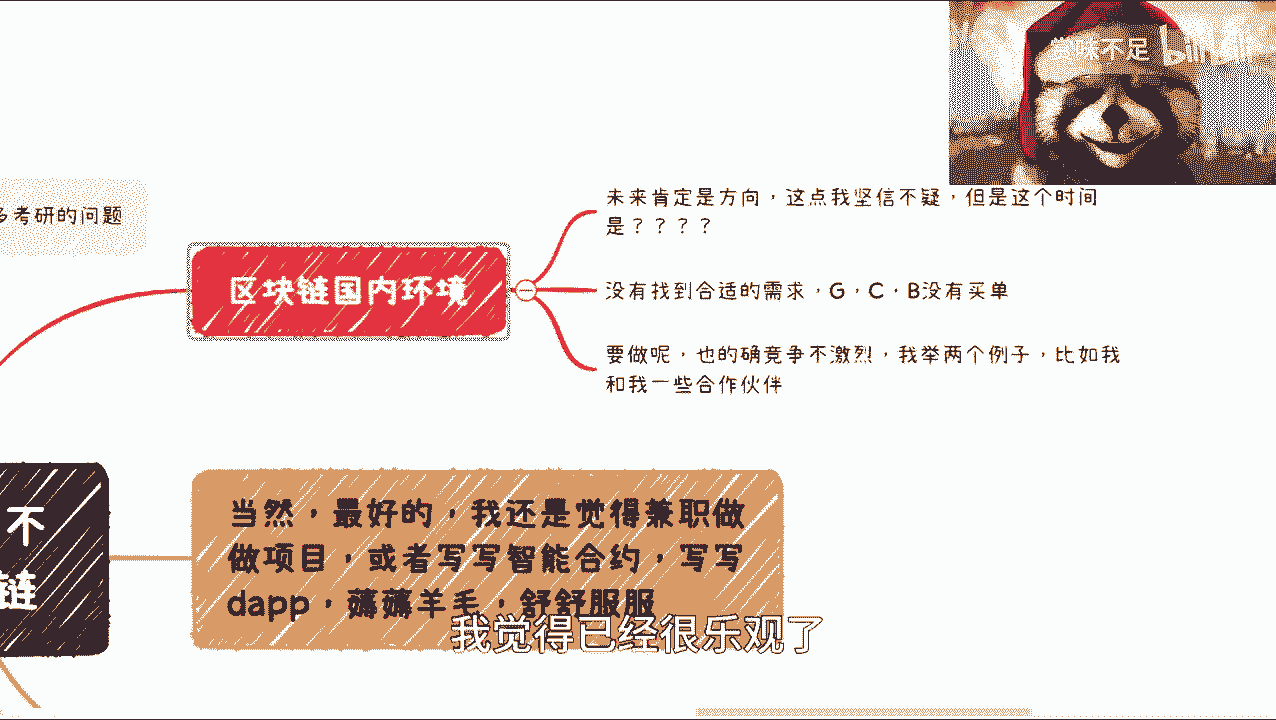 赏味不足 bilibili
未来肯定是方向，这点我坚信不疑，但是这个时间
是？？？？
多考研的问题
区块链国内环境
没有找到合适的需求，G，C，B没有买单
要做呢，也的确竞争不激烈，我举两个例子，比如我
和我一些合作伙伴
不
链
当然，最好的，我还是觉得兼职做
做项目，或者写写智能合约，写写
dapp，薅薅羊毛，舒舒服服
我觉得已经很乐观了